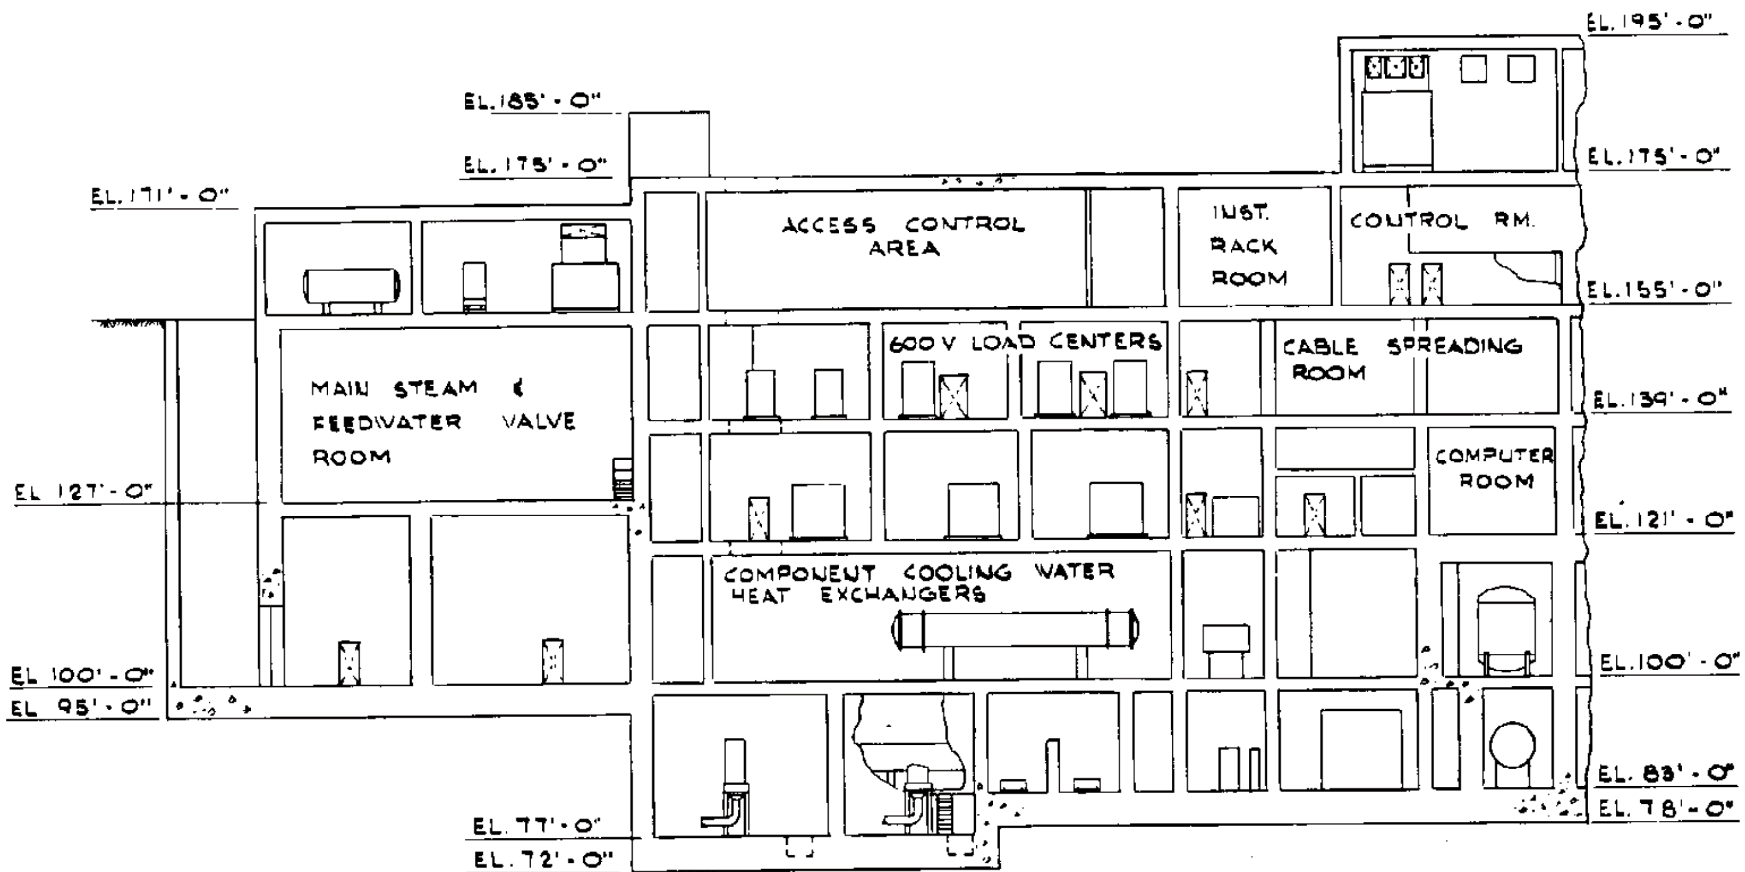 EL. 195' - 0"
EL. 185' - 0"
EL. 175' - 0"
EL. 175' - 0"
EL. 171' - 0"
ACCESS CONTROL
AREA
INST.
RACK
ROOM
CONTROL RM.
EL. 155' - 0"
600 V LOAD CENTERS
CABLE SPREADING
ROOM
MAIN STEAM &
FEEDWATER VALVE
ROOM
EL. 139' - 0"
COMPUTER
ROOM
EL 127' - 0"
EL. 121' - 0"
COMPONENT COOLING WATER
HEAT EXCHANGERS
EL 100' - 0"
EL. 100' - 0"
EL 95' - 0"
EL. 83' - 0"
EL. 78' - 0"
EL. 77' - 0"
EL. 72' - 0"